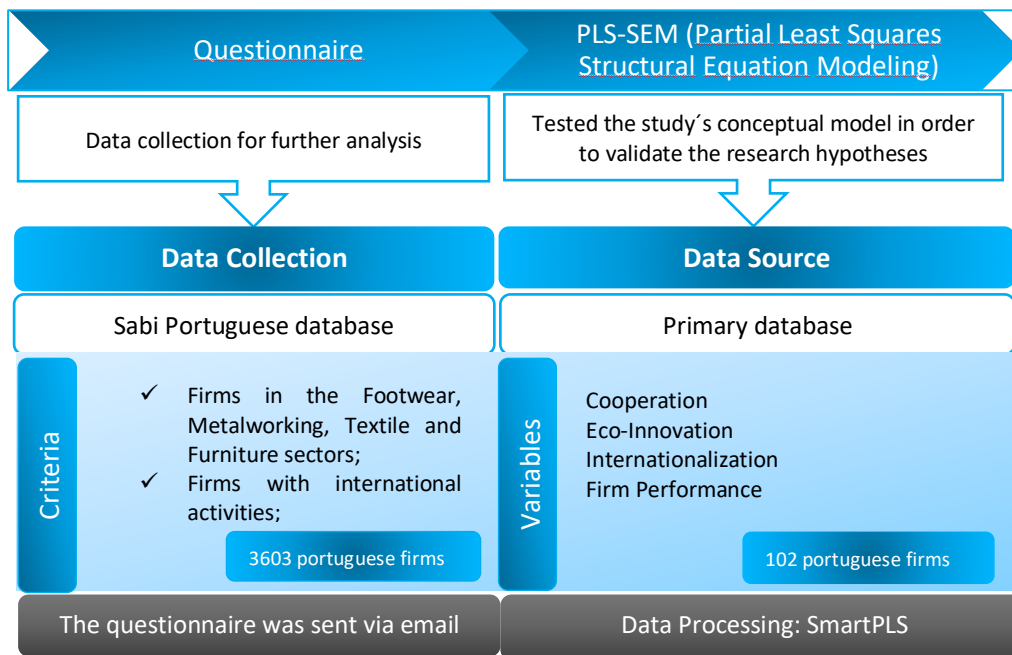 Questionnaire
PLS-SEM (Partial Least Squares
Structural Equation Modeling)
Data collection for further analysis
Tested the study´s conceptual model in order
to validate the research hypotheses
Data Collection
Data Source
Sabi Portuguese database
Primary database
Criteria
✓ Firms in the Footwear,
Metalworking, Textile and
Furniture sectors;
✓ Firms with international
activities;
3603 portuguese firms
Variables
Cooperation
Eco-Innovation
Internationalization
Firm Performance
102 portuguese firms
The questionnaire was sent via email
Data Processing: SmartPLS